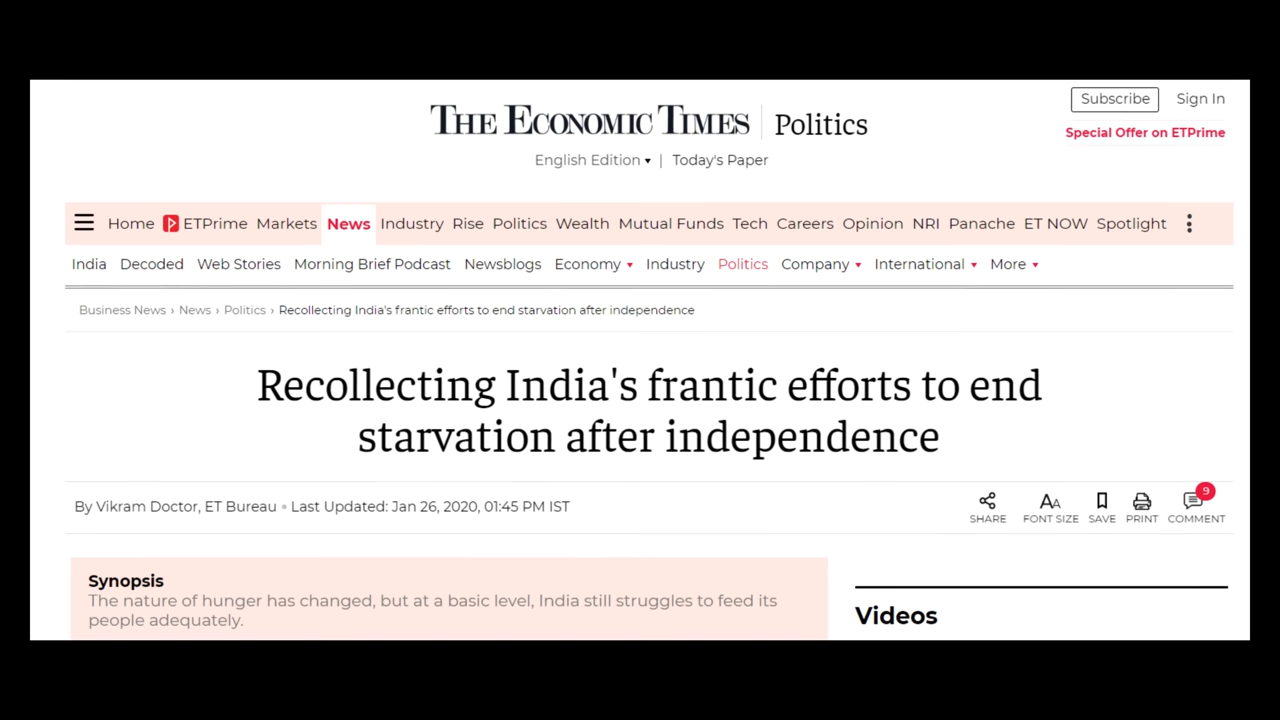 Subscribe Sign In
THE ECONOMIC TIMES | Politics
Special Offer on ETPrime
English Edition ▾ | Today's Paper
Home ETPrime Markets News Industry Rise Politics Wealth Mutual Funds Tech Careers Opinion NRI Panache ET NOW Spotlight
India Decoded Web Stories Morning Brief Podcast Newsblogs Economy ▾ Industry Politics Company ▾ International ▾ More ▾
Business News › News › Politics › Recollecting India's frantic efforts to end starvation after independence
Recollecting India's frantic efforts to end
starvation after independence
By Vikram Doctor, ET Bureau • Last Updated: Jan 26, 2020, 01:45 PM IST
9
SHARE FONT SIZE SAVE PRINT COMMENT
Synopsis
The nature of hunger has changed, but at a basic level, India still struggles to feed its
people adequately.
Videos